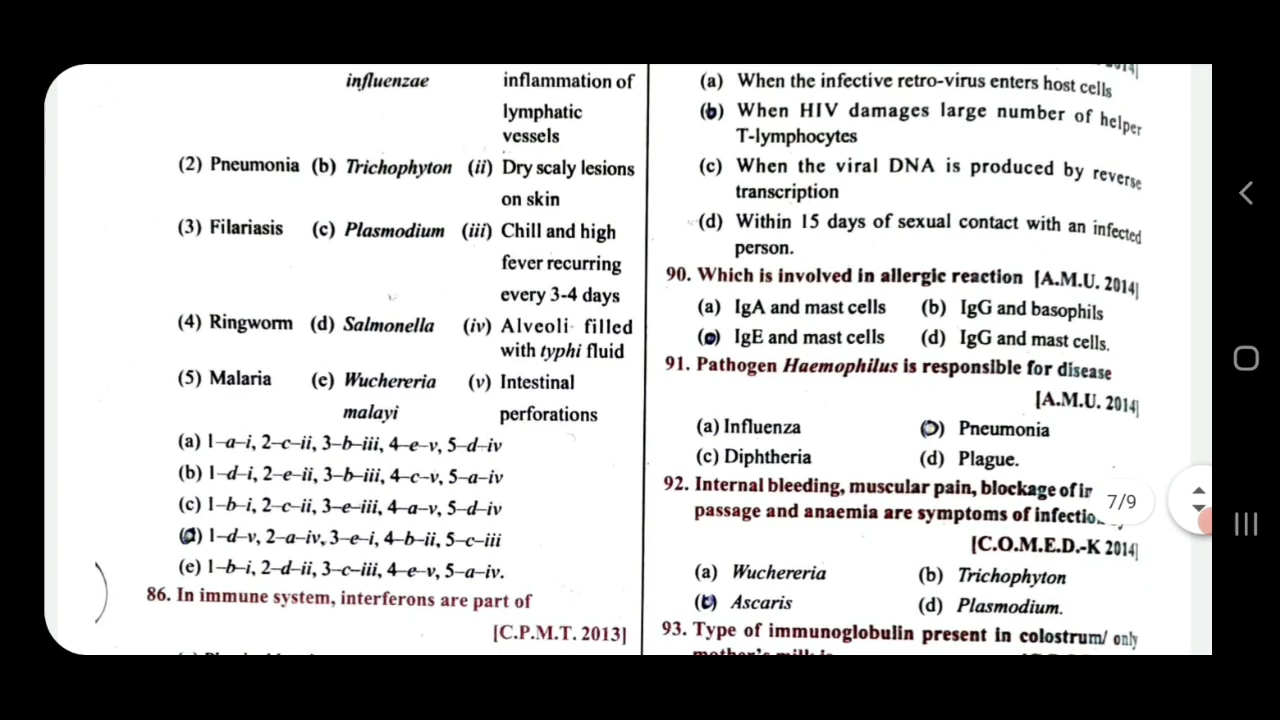 influenzae inflammation of
lymphatic
vessels
(2) Pneumonia (b) Trichophyton (ii) Dry scaly lesions
on skin
(3) Filariasis (c) Plasmodium (iii) Chill and high
fever recurring
every 3-4 days
(4) Ringworm (d) Salmonella (iv) Alveoli filled
with typhi fluid
(5) Malaria (e) Wuchereria (v) Intestinal
malayi perforations
(a) 1–a–i, 2–c–ii, 3–b–iii, 4–e–v, 5–d–iv
(b) 1–d–i, 2–e–ii, 3–b–iii, 4–c–v, 5–a–iv
(c) 1–b–i, 2–c–ii, 3–e–iii, 4–a–v, 5–d–iv
(d) 1–d–v, 2–a–iv, 3–e–i, 4–b–ii, 5–c–iii
(e) 1–b–i, 2–d–ii, 3–c–iii, 4–e–v, 5–a–iv.
86. In immune system, interferons are part of
[C.P.M.T. 2013]
(a) When the infective retro-virus enters host cells
(b) When HIV damages large number of helper
T-lymphocytes
(c) When the viral DNA is produced by reverse
transcription
(d) Within 15 days of sexual contact with an infected
person.
90. Which is involved in allergic reaction [A.M.U. 2014]
(a) IgA and mast cells (b) IgG and basophils
(c) IgE and mast cells (d) IgG and mast cells.
91. Pathogen Haemophilus is responsible for disease
[A.M.U. 2014]
(a) Influenza (b) Pneumonia
(c) Diphtheria (d) Plague.
92. Internal bleeding, muscular pain, blockage of
passage and anaemia are symptoms of
[C.O.M.E.D.-K 2014]
(a) Wuchereria (b) Trichophyton
(c) Ascaris (d) Plasmodium.
93. Type of immunoglobulin present in colostrum/ only
mother's milk is
7/9